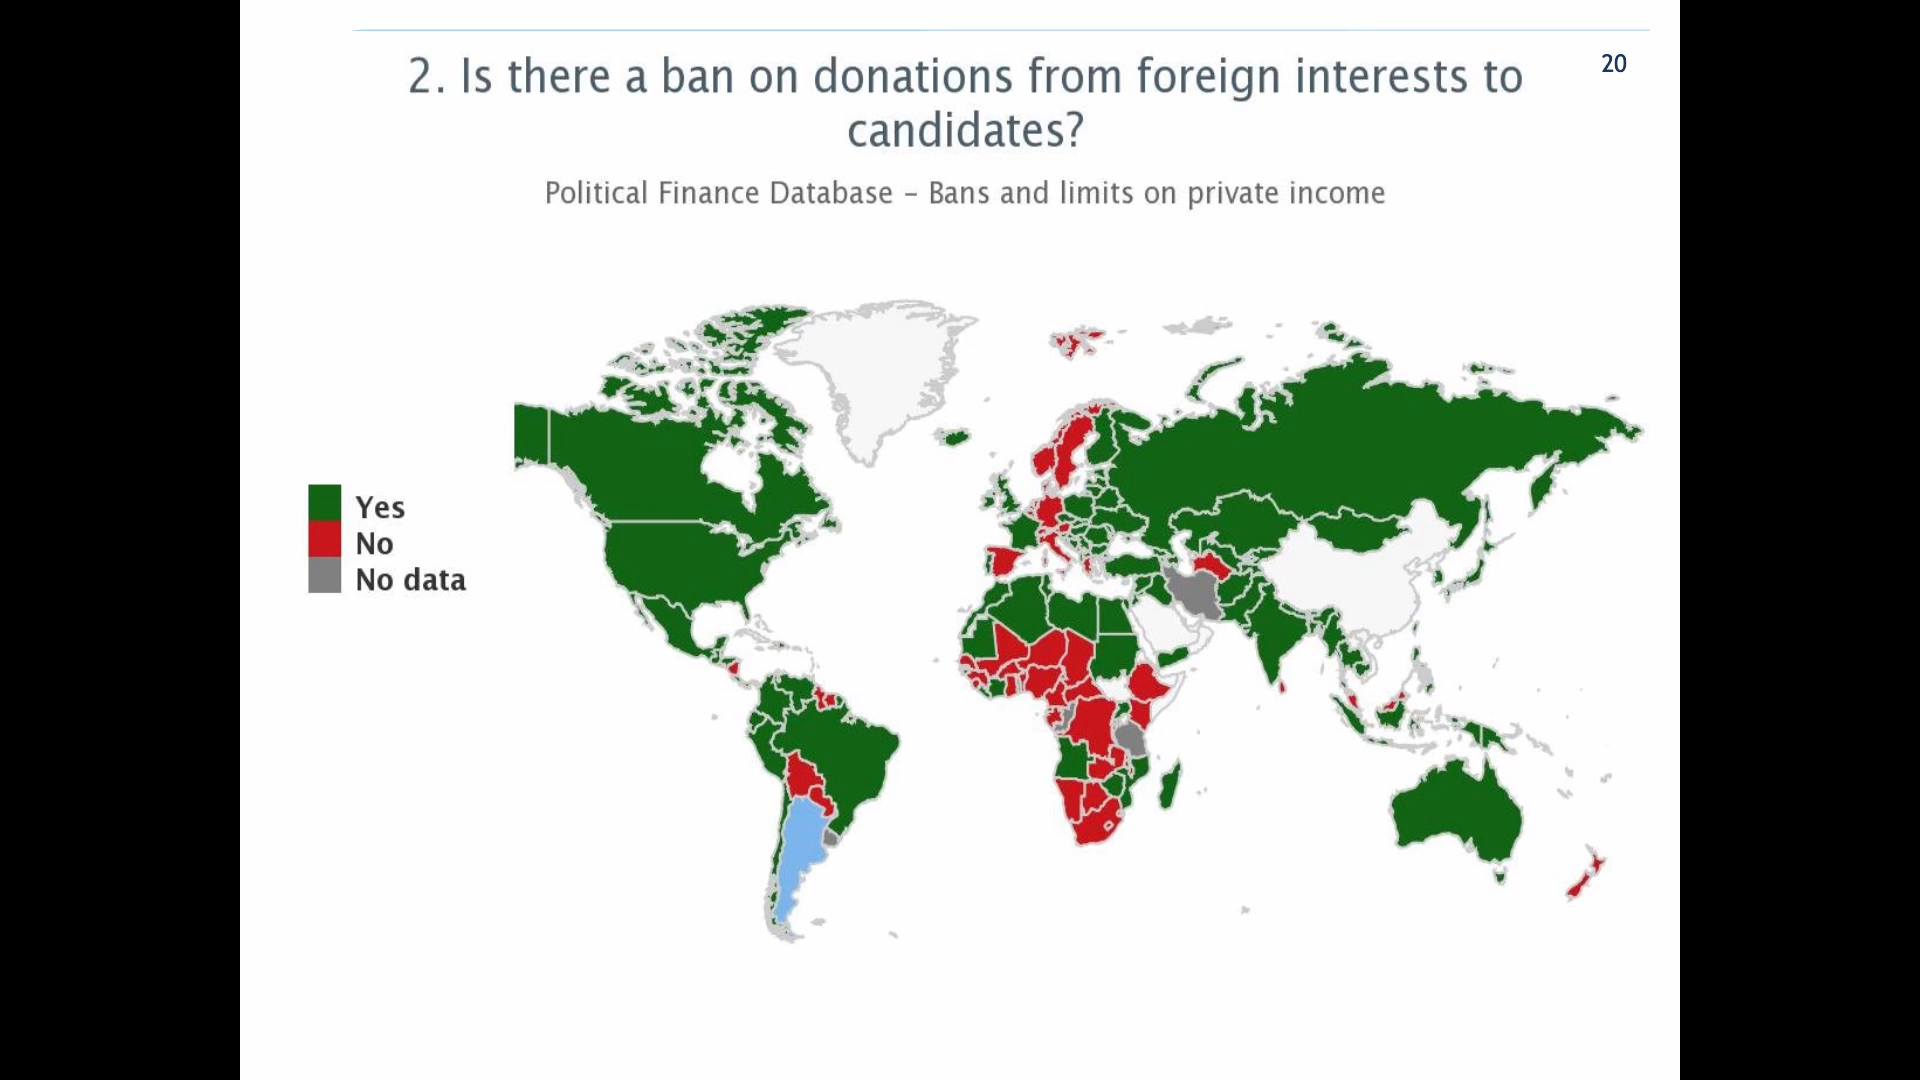 20
2. Is there a ban on donations from foreign interests to
candidates?
Political Finance Database – Bans and limits on private income
Yes
No
No data